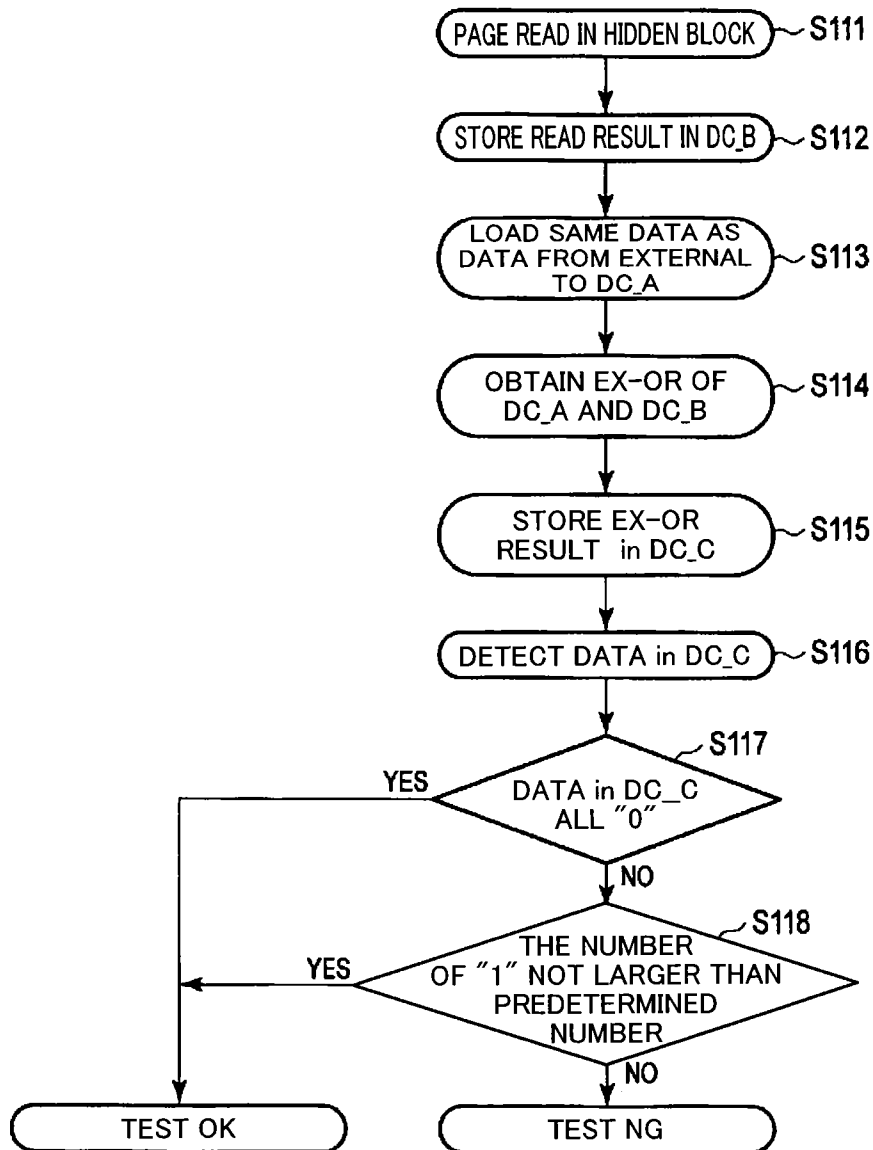 PAGE READ IN HIDDEN BLOCK
S111
STORE READ RESULT IN DC_B
S112
LOAD SAME DATA AS
DATA FROM EXTERNAL
TO DC_A
S113
OBTAIN EX-OR OF
DC_A AND DC_B
S114
STORE EX-OR
RESULT in DC_C
S115
DETECT DATA in DC_C
S116
S117
YES
DATA in DC_C
ALL "0"
NO
S118
YES
THE NUMBER
OF "1" NOT LARGER THAN
PREDETERMINED
NUMBER
NO
TEST OK
TEST NG